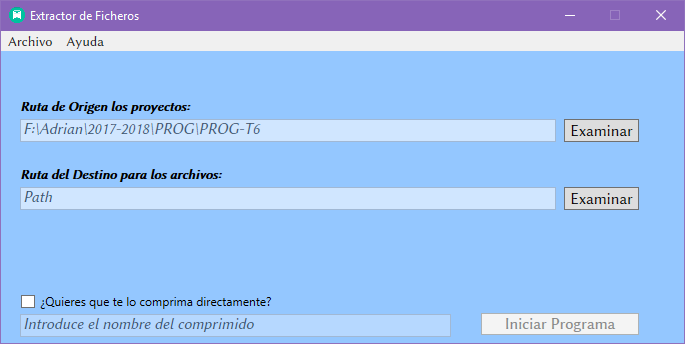 Extractor de Ficheros
Archivo Ayuda
Ruta de Origen los proyectos:
F:\Adrian\2017-2018\PROG\PROG-T6
Examinar
Ruta del Destino para los archivos:
Path
Examinar
¿Quieres que te lo comprima directamente?
Introduce el nombre del comprimido
Iniciar Programa